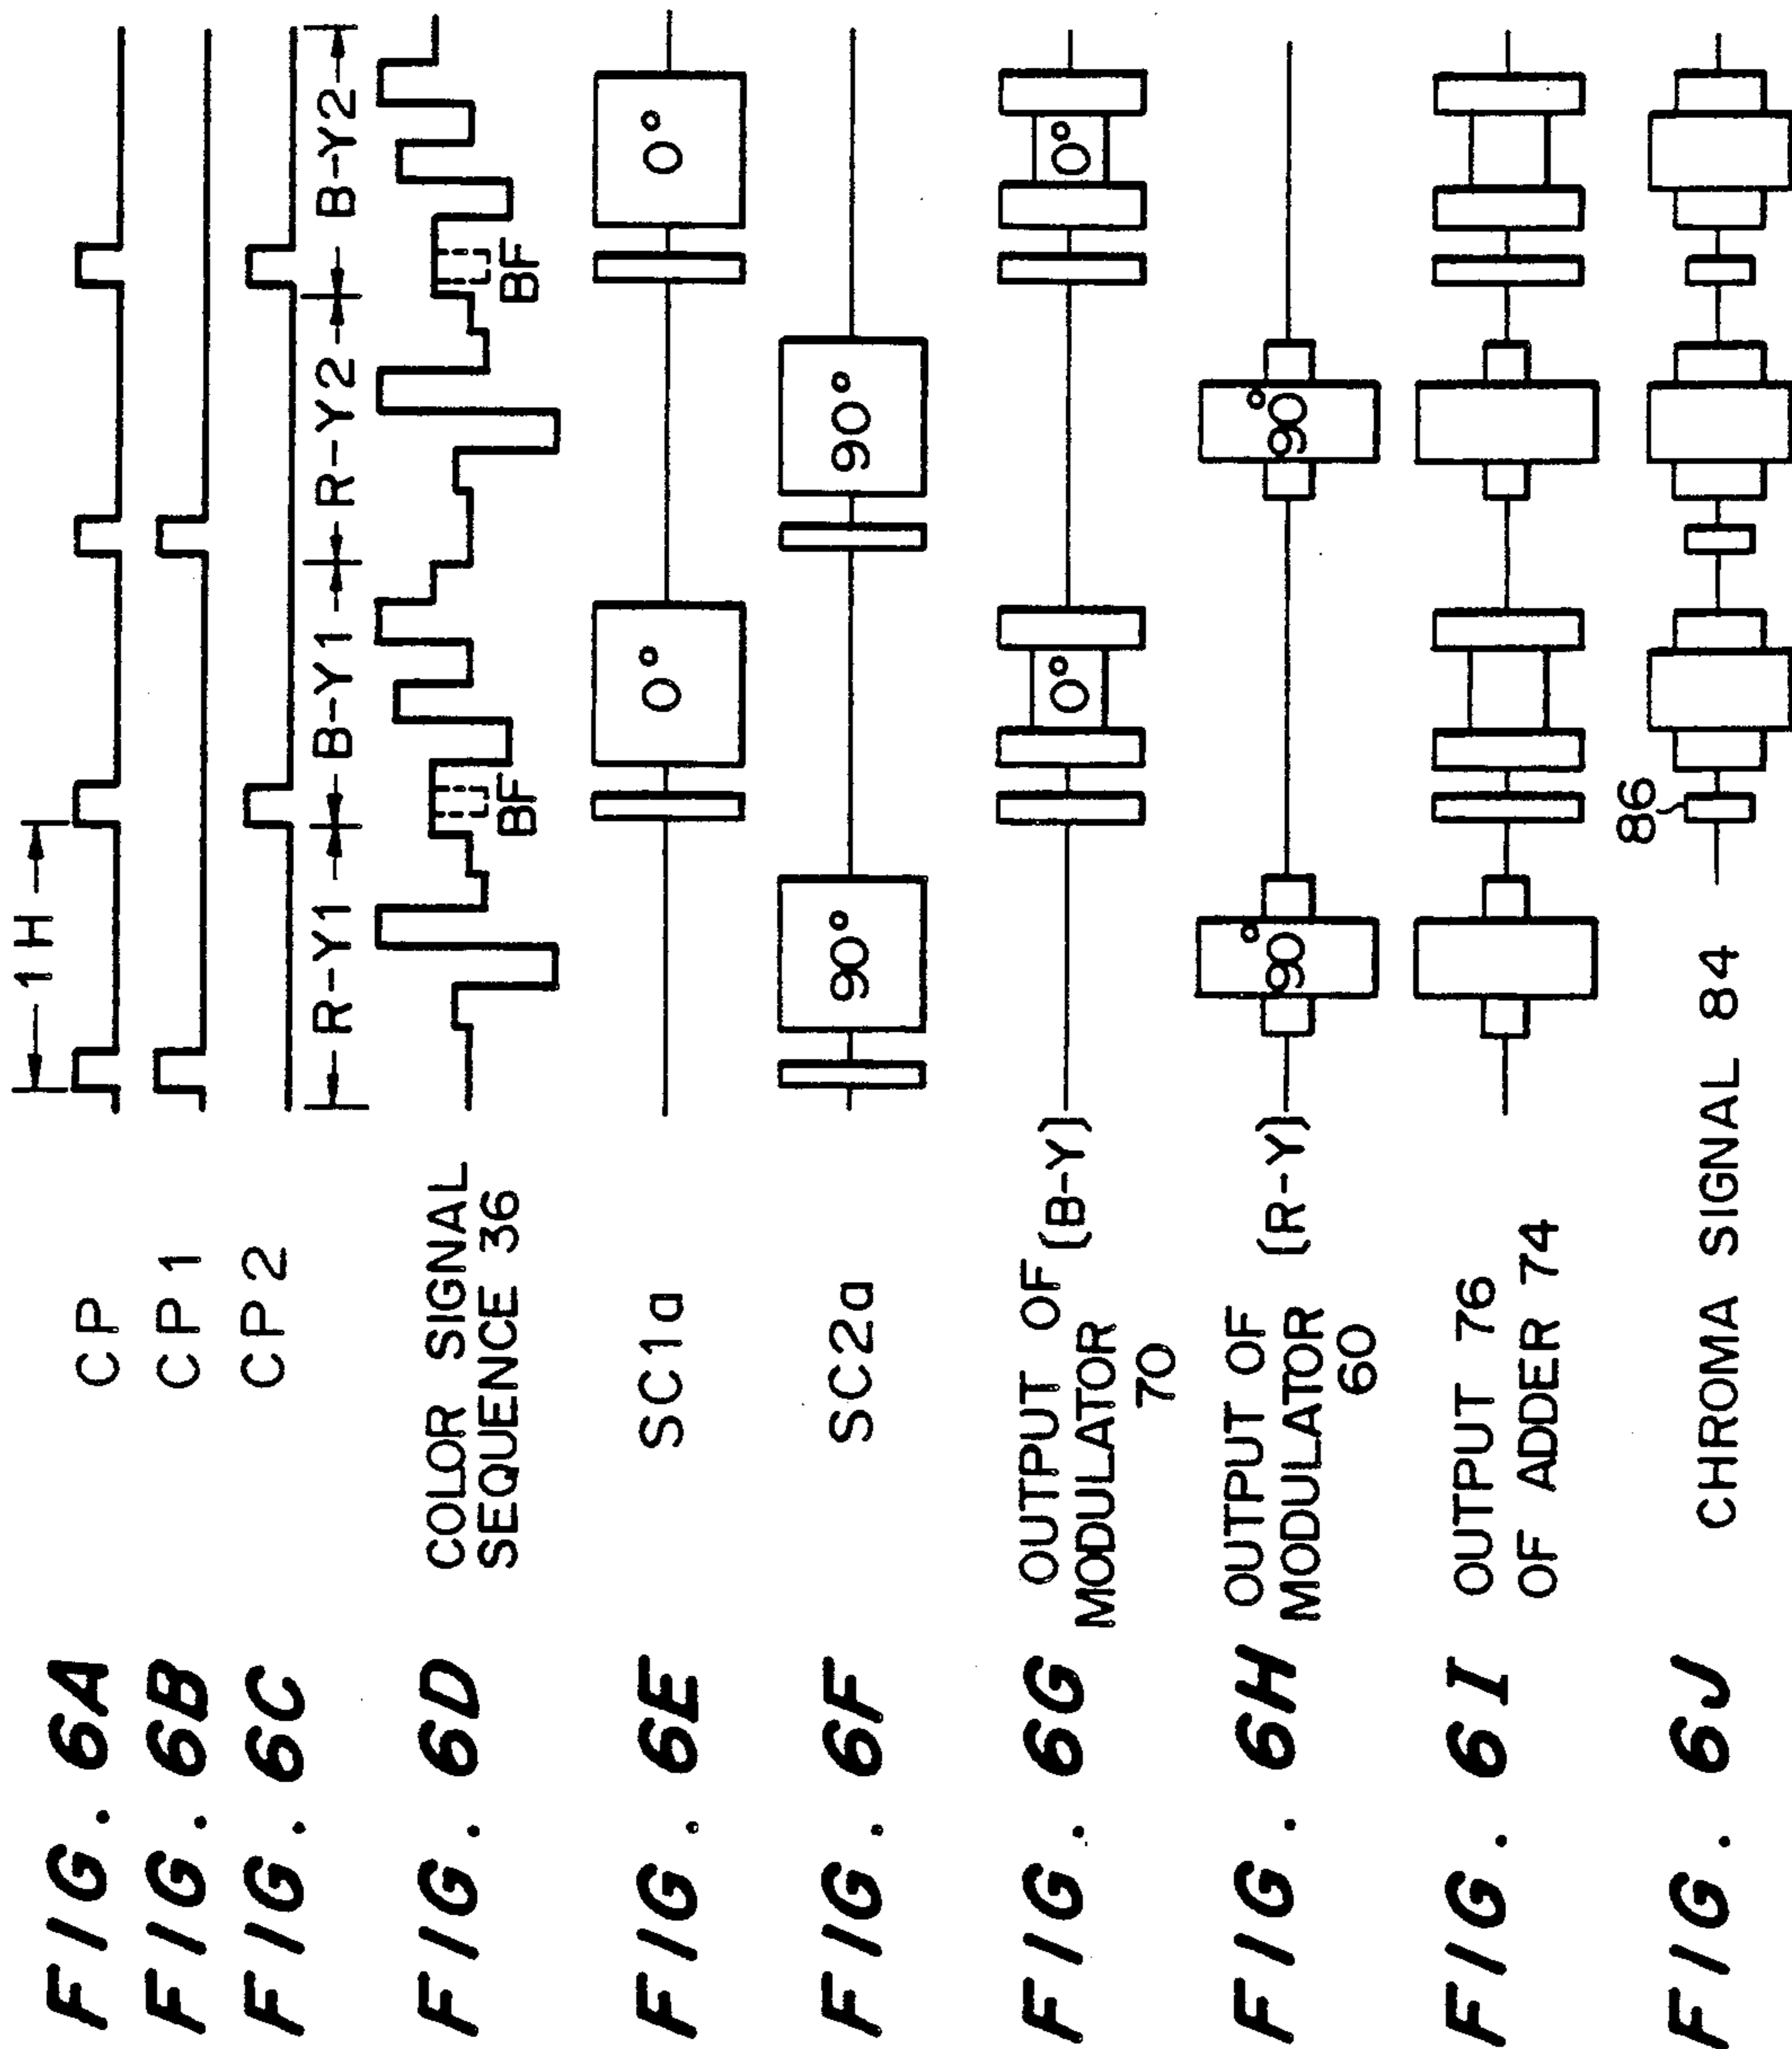 FIG. 6A
CP
1H
FIG. 6B
CP1
FIG. 6C
CP2
R-Y1
B-Y1
R-Y2
B-Y2
FIG. 6D
COLOR SIGNAL
SEQUENCE 36
BF
BF
FIG. 6E
SC1a
0°
0°
FIG. 6F
SC2a
90°
90°
FIG. 6G
OUTPUT OF (B-Y)
MODULATOR
70
0°
0°
FIG. 6H
OUTPUT OF (R-Y)
MODULATOR
60
90°
90°
FIG. 6I
OUTPUT 76
OF ADDER 74
FIG. 6J
CHROMA SIGNAL 84
86